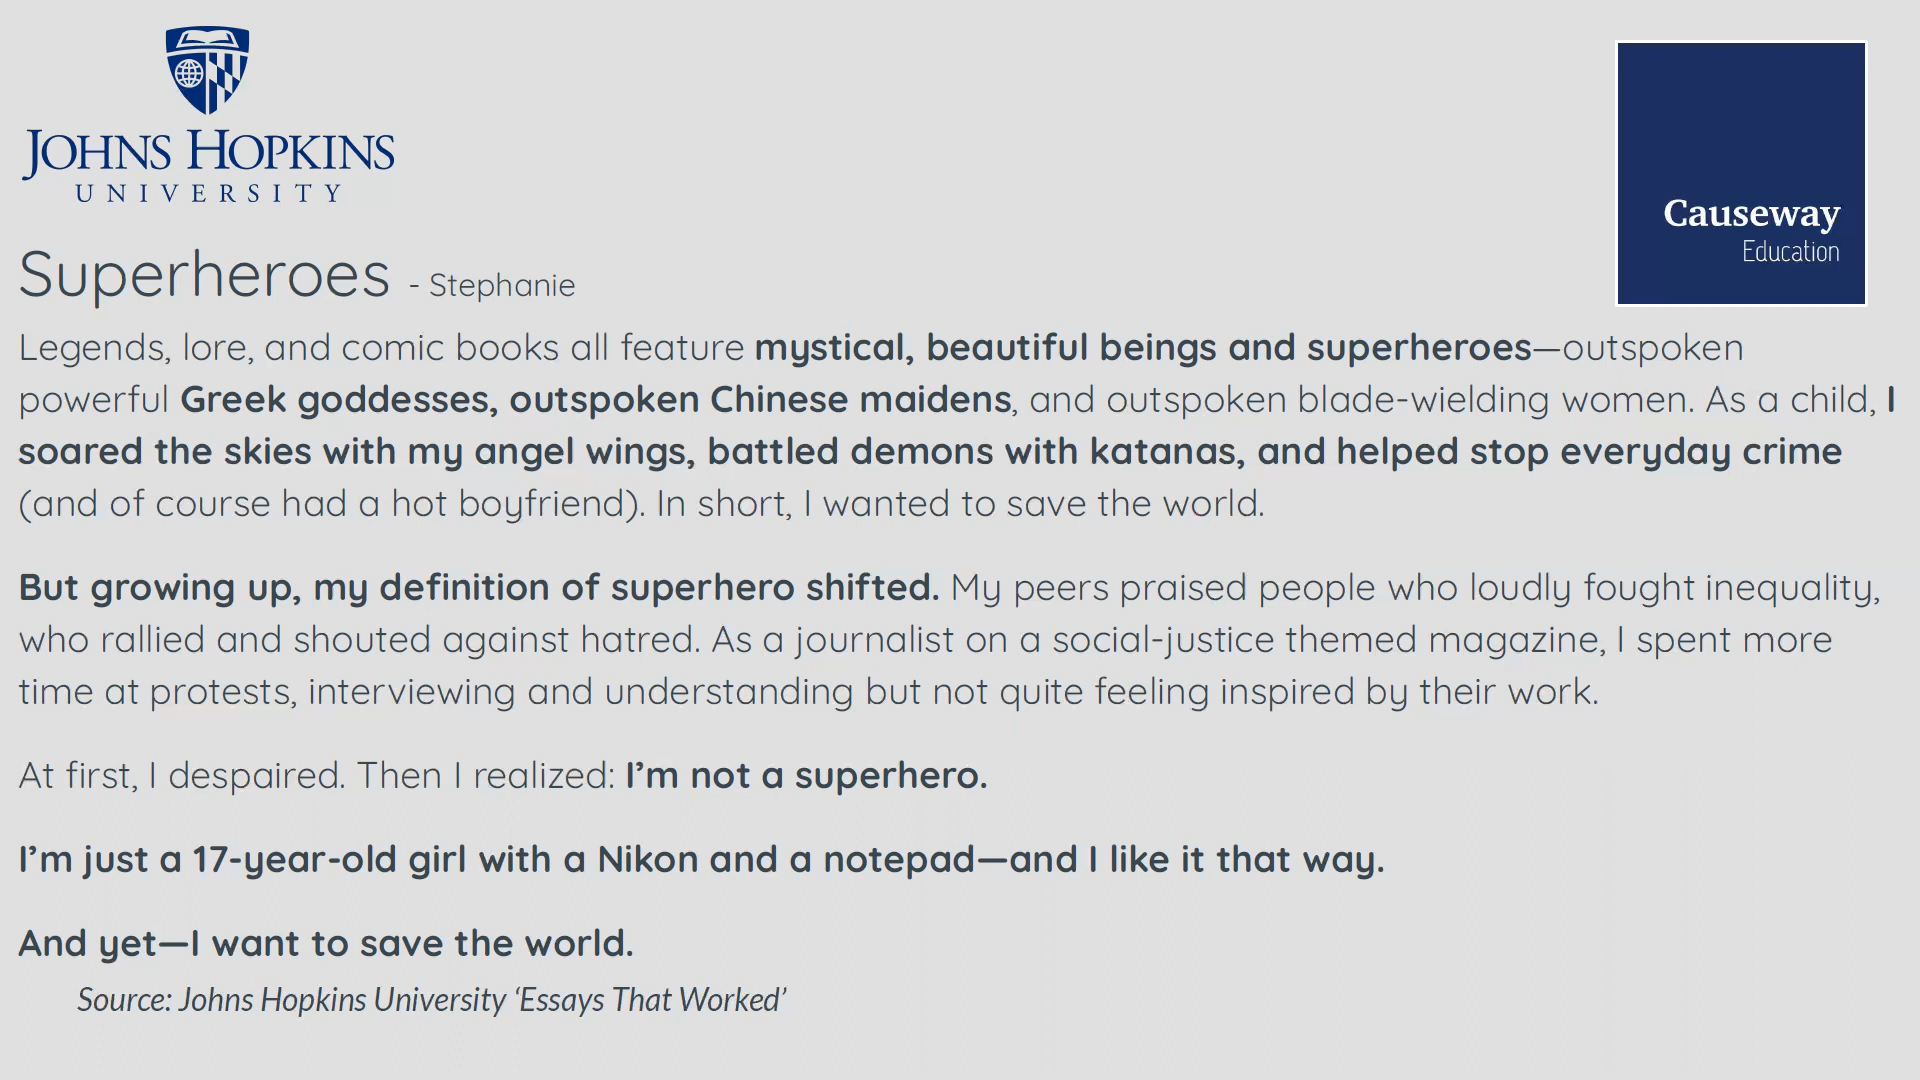 JOHNS HOPKINS
UNIVERSITY
Causeway
Education
Superheroes - Stephanie
Legends, lore, and comic books all feature mystical, beautiful beings and superheroes—outspoken
powerful Greek goddesses, outspoken Chinese maidens, and outspoken blade-wielding women. As a child, I
soared the skies with my angel wings, battled demons with katanas, and helped stop everyday crime
(and of course had a hot boyfriend). In short, I wanted to save the world.
But growing up, my definition of superhero shifted. My peers praised people who loudly fought inequality,
who rallied and shouted against hatred. As a journalist on a social-justice themed magazine, I spent more
time at protests, interviewing and understanding but not quite feeling inspired by their work.
At first, I despaired. Then I realized: I’m not a superhero.
I’m just a 17-year-old girl with a Nikon and a notepad—and I like it that way.
And yet—I want to save the world.
Source: Johns Hopkins University ‘Essays That Worked’